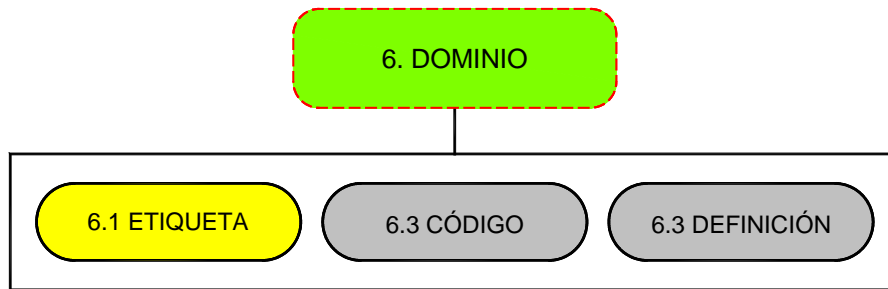 6. DOMINIO
6.1 ETIQUETA
6.3 CÓDIGO
6.3 DEFINICIÓN